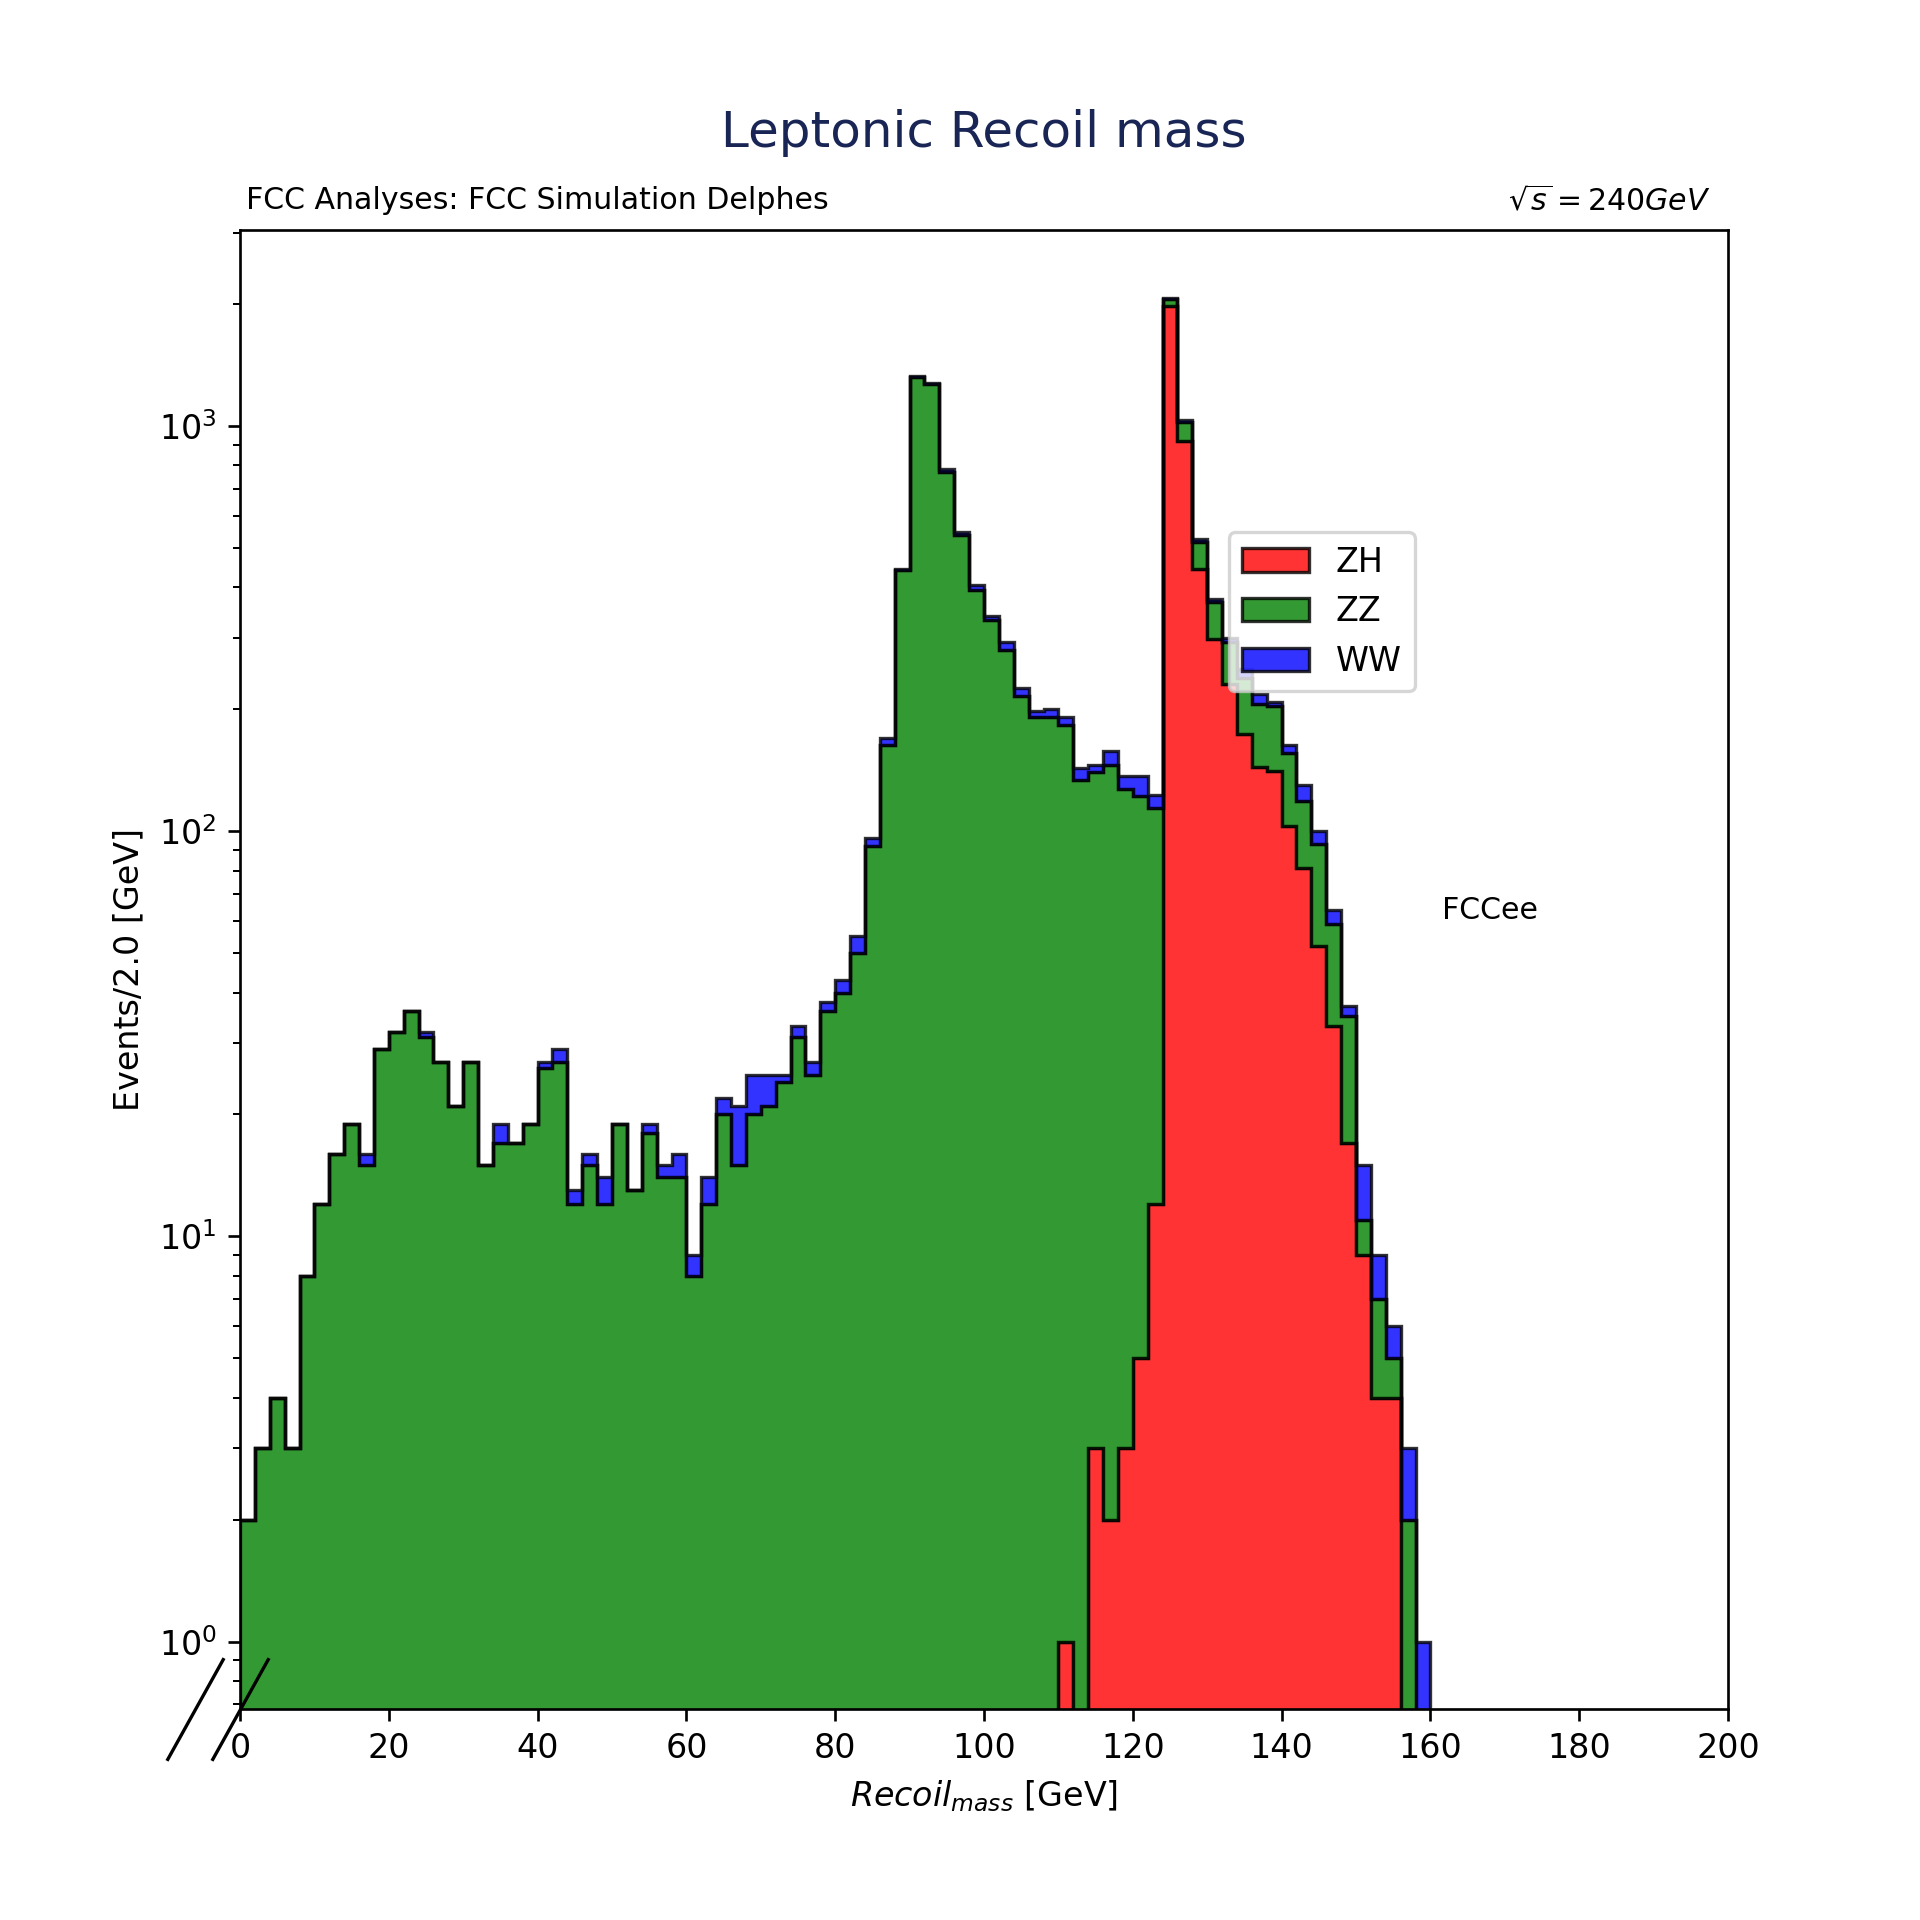 Leptonic Recoil mass
FCC Analyses: FCC Simulation Delphes
√s = 240GeV
10³
10²
10¹
10⁰
Events/2.0 [GeV]
ZH
ZZ
WW
FCCee
0 20 40 60 80 100 120 140 160 180 200
Recoil_mass [GeV]